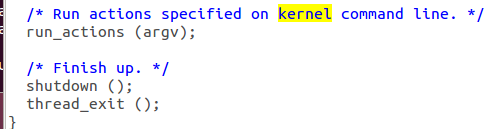 /* Run actions specified on kernel command line. */
run_actions (argv);
/* Finish up. */
shutdown ();
thread_exit ();
}